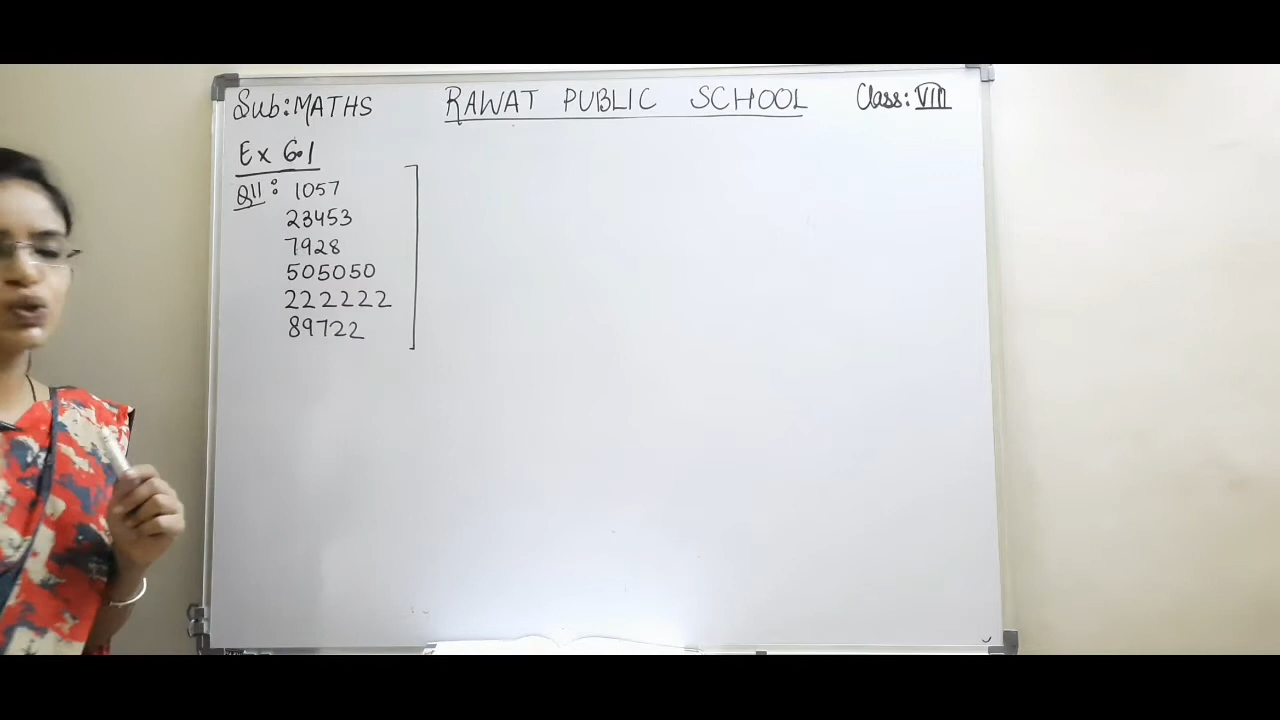 Sub: MATHS RAWAT PUBLIC SCHOOL Class: VIII
Ex 6.1
Q11: 1057
23453
7928
505050
222222
89722